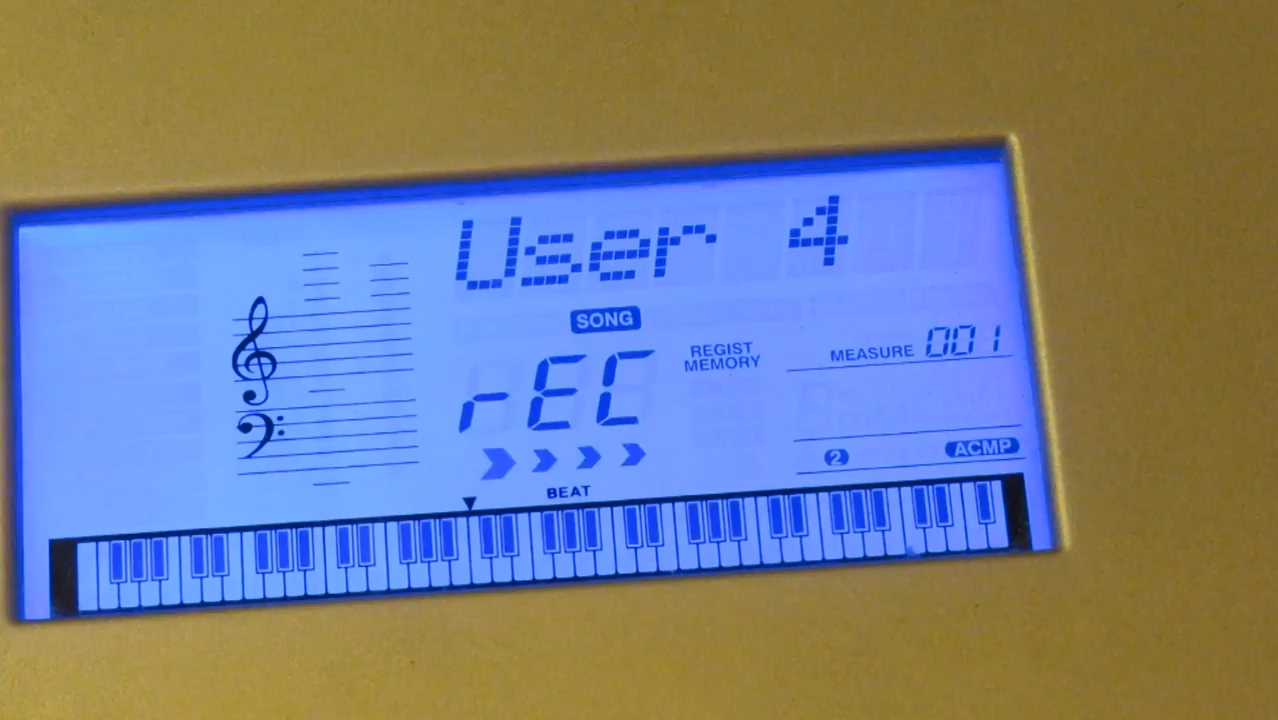 User 4
SONG
REGIST
MEMORY
rEC
MEASURE 001
2 ACMP
BEAT